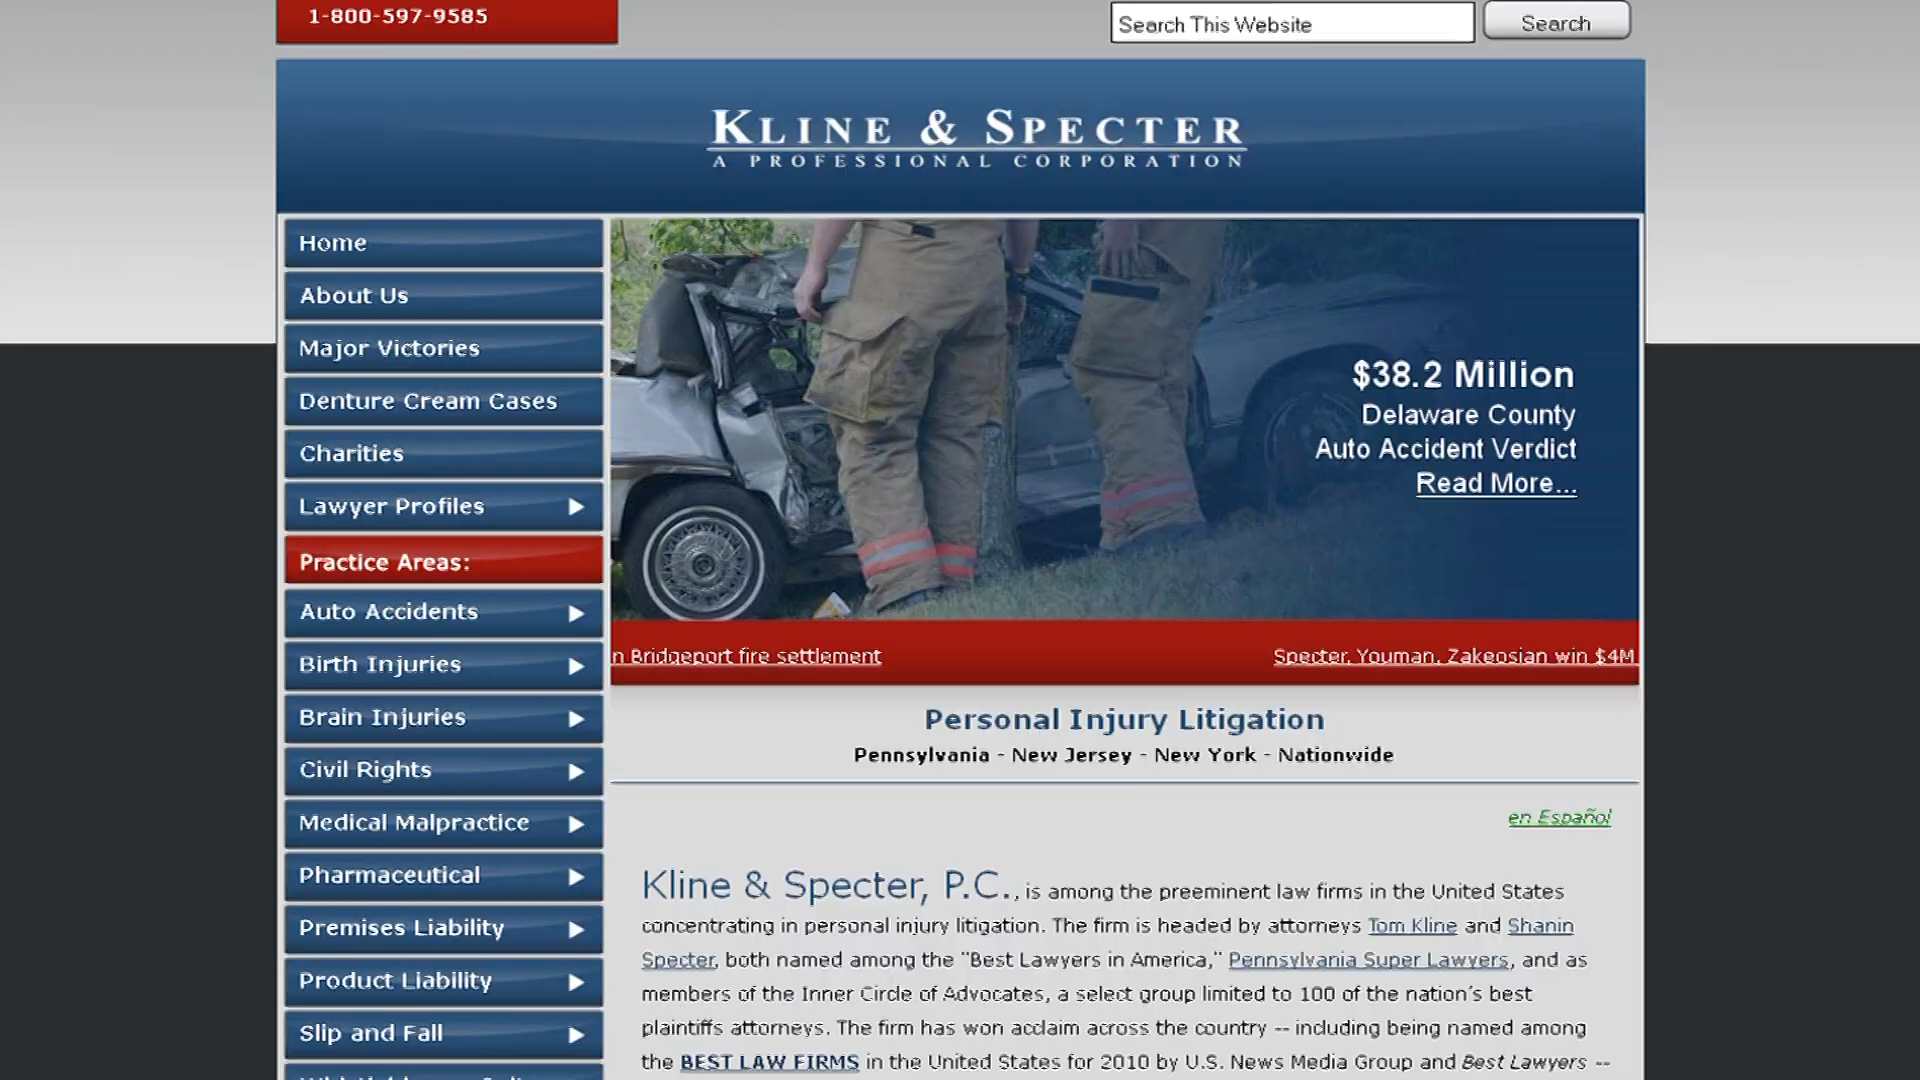 1-800-597-9585
Search This Website
Search
KLINE & SPECTER
A PROFESSIONAL CORPORATION
Home
About Us
Major Victories
Denture Cream Cases
Charities
Lawyer Profiles
Practice Areas:
Auto Accidents
Birth Injuries
Brain Injuries
Civil Rights
Medical Malpractice
Pharmaceutical
Premises Liability
Product Liability
Slip and Fall
$38.2 Million
Delaware County
Auto Accident Verdict
Read More...
n Bridgeport fire settlement
Specter, Youman, Zakeosian win $4M
Personal Injury Litigation
Pennsylvania - New Jersey - New York - Nationwide
en Español
Kline & Specter, P.C., is among the preeminent law firms in the United States
concentrating in personal injury litigation. The firm is headed by attorneys Tom Kline and Shanin
Specter, both named among the "Best Lawyers in America," Pennsylvania Super Lawyers, and as
members of the Inner Circle of Advocates, a select group limited to 100 of the nation's best
plaintiffs attorneys. The firm has won acclaim across the country -- including being named among
the BEST LAW FIRMS in the United States for 2010 by U.S. News Media Group and Best Lawyers --